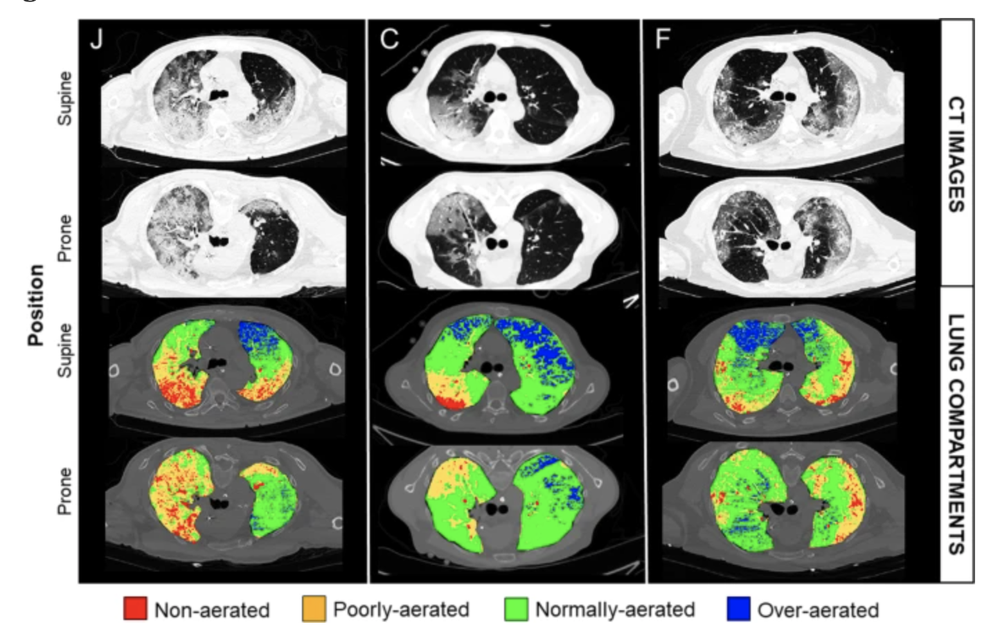 J
C
F
Supine
Prone
Supine
Prone
Position
CT IMAGES
LUNG COMPARTMENTS
Non-aerated
Poorly-aerated
Normally-aerated
Over-aerated